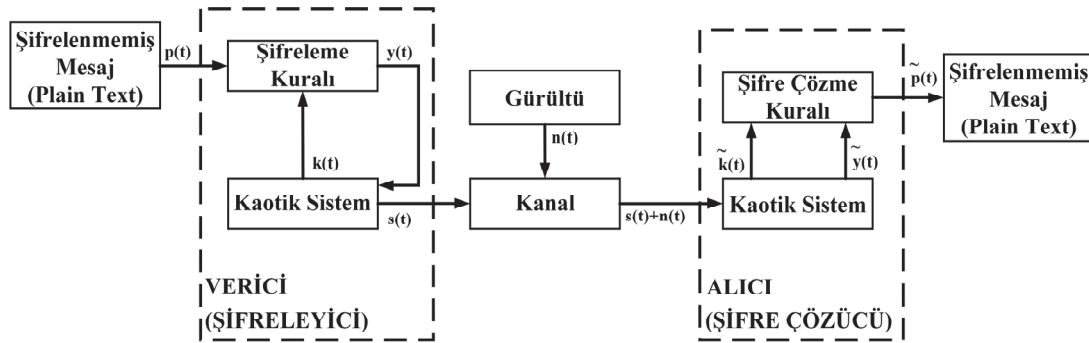 Şifrelenmemiş
Mesaj
(Plain Text)
p(t)
Şifreleme
Kuralı
y(t)
k(t)
Kaotik Sistem
s(t)
VERİCİ
(ŞİFRELEYİCİ)
Gürültü
n(t)
Kanal
s(t)+n(t)
Şifre Çözme
Kuralı
k̃(t)
ỹ(t)
Kaotik Sistem
ALICI
(ŞİFRE ÇÖZÜCÜ)
p̃(t)
Şifrelenmemiş
Mesaj
(Plain Text)